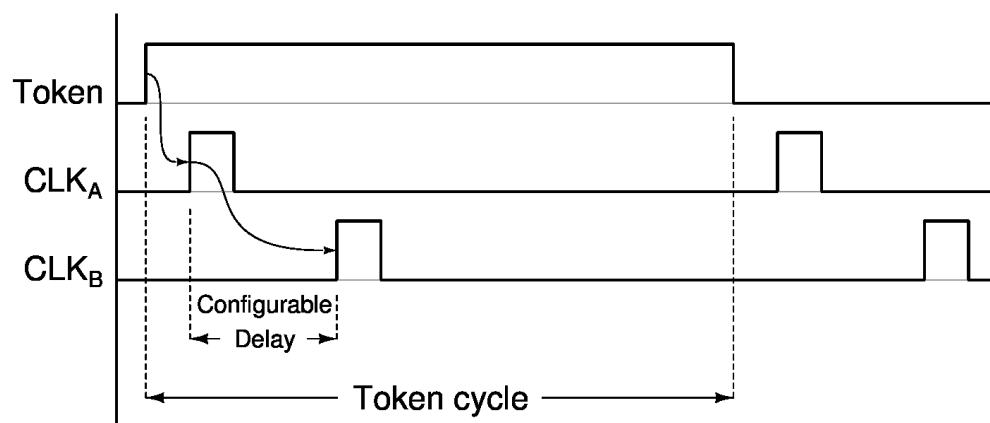 Token
CLKA
CLKB
Configurable
Delay
Token cycle